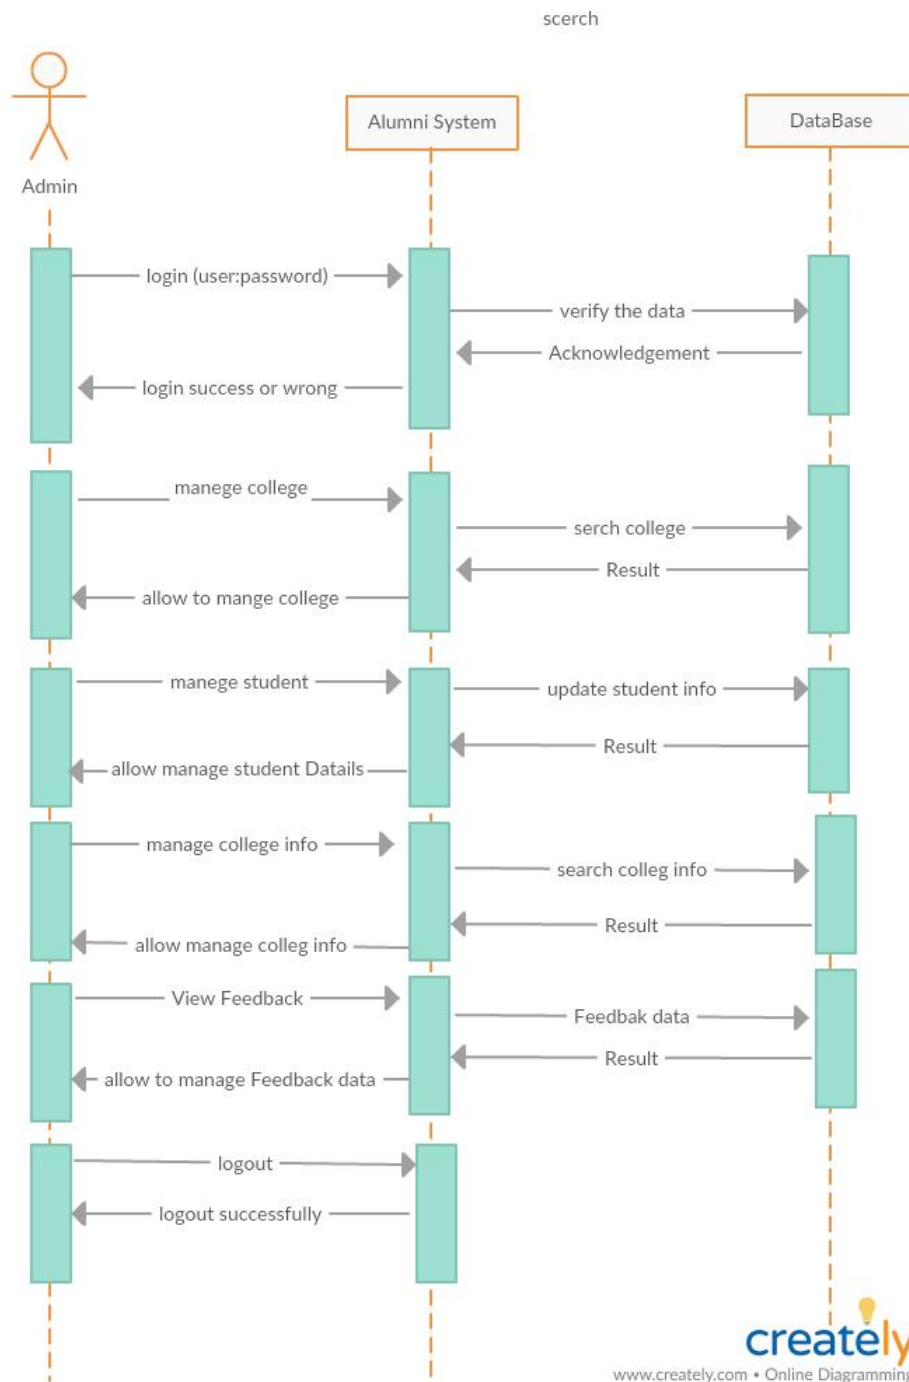 scerch
Alumni System
DataBase
Admin
login (user:password)
verify the data
Acknowledgement
login success or wrong
manege college
serch college
Result
allow to mange college
manege student
update student info
Result
allow manage student Datails
manage college info
search colleg info
Result
allow manage colleg info
View Feedback
Feedbak data
Result
allow to manage Feedback data
logout
logout successfully
creately
www.creately.com • Online Diagramming